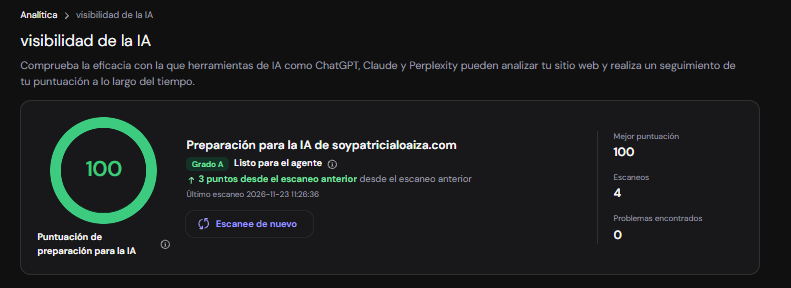 Analítica > visibilidad de la IA
visibilidad de la IA
Comprueba la eficacia con la que herramientas de IA como ChatGPT, Claude y Perplexity pueden analizar tu sitio web y realiza un seguimiento de
tu puntuación a lo largo del tiempo.
100
Puntuación de
preparación para la IA
Preparación para la IA de soypatricialoaiza.com
Grado A Listo para el agente
↑ 3 puntos desde el escaneo anterior desde el escaneo anterior
Último escaneo 2026-11-23 11:26:36
Escanee de nuevo
Mejor puntuación
100
Escaneos
4
Problemas encontrados
0